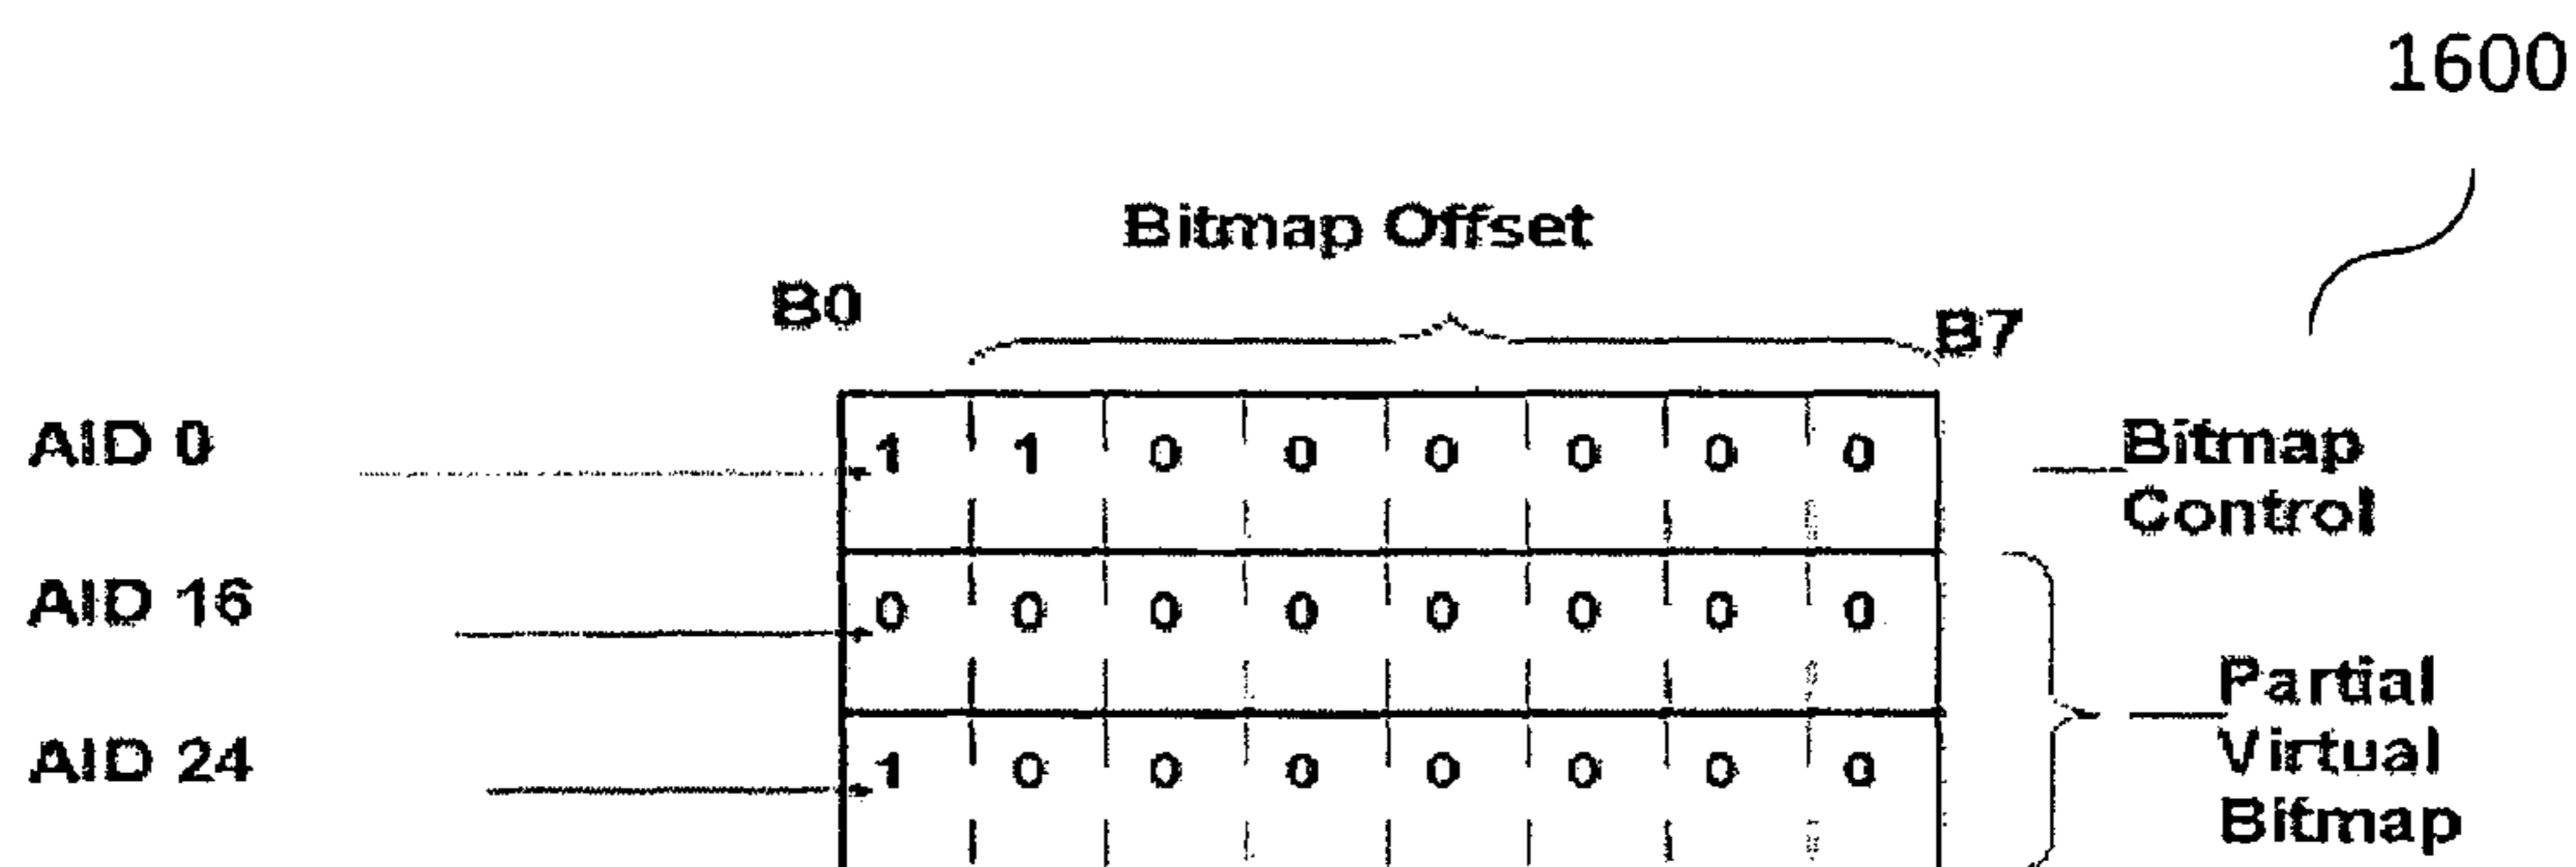 1600
Bitmap Offset
B0
B7
AID 0
1 1 0 0 0 0 0 0
Bitmap
Control
AID 16
0 0 0 0 0 0 0 0
AID 24
1 0 0 0 0 0 0 0
Partial
Virtual
Bitmap